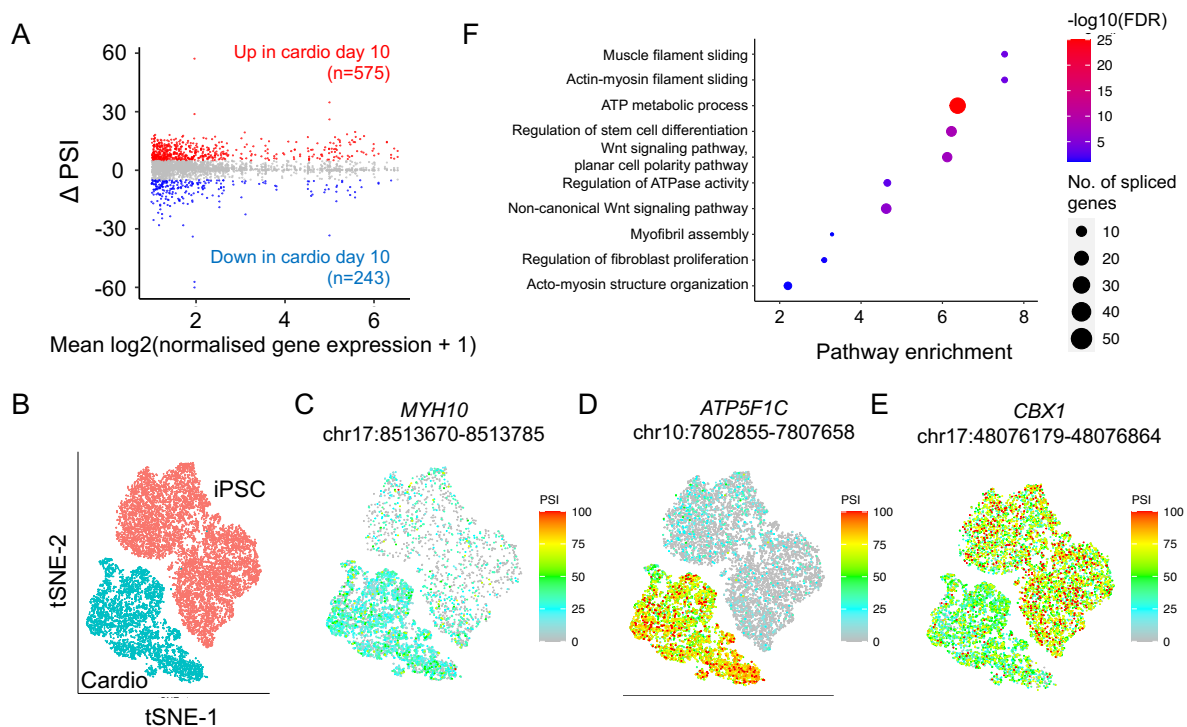 A
60
30
0
-30
-60
Δ PSI
Up in cardio day 10
(n=575)
Down in cardio day 10
(n=243)
2
4
6
Mean log2(normalised gene expression + 1)
F
Muscle filament sliding
Actin-myosin filament sliding
ATP metabolic process
Regulation of stem cell differentiation
Wnt signaling pathway,
planar cell polarity pathway
Regulation of ATPase activity
Non-canonical Wnt signaling pathway
Myofibril assembly
Regulation of fibroblast proliferation
Acto-myosin structure organization
2
4
6
8
Pathway enrichment
-log10(FDR)
25
20
15
10
5
No. of spliced
genes
10
20
30
40
50
B
iPSC
Cardio
tSNE-2
tSNE-1
C
MYH10
chr17:8513670-8513785
PSI
100
75
50
25
0
D
ATP5F1C
chr10:7802855-7807658
PSI
100
75
50
25
0
E
CBX1
chr17:48076179-48076864
PSI
100
75
50
25
0